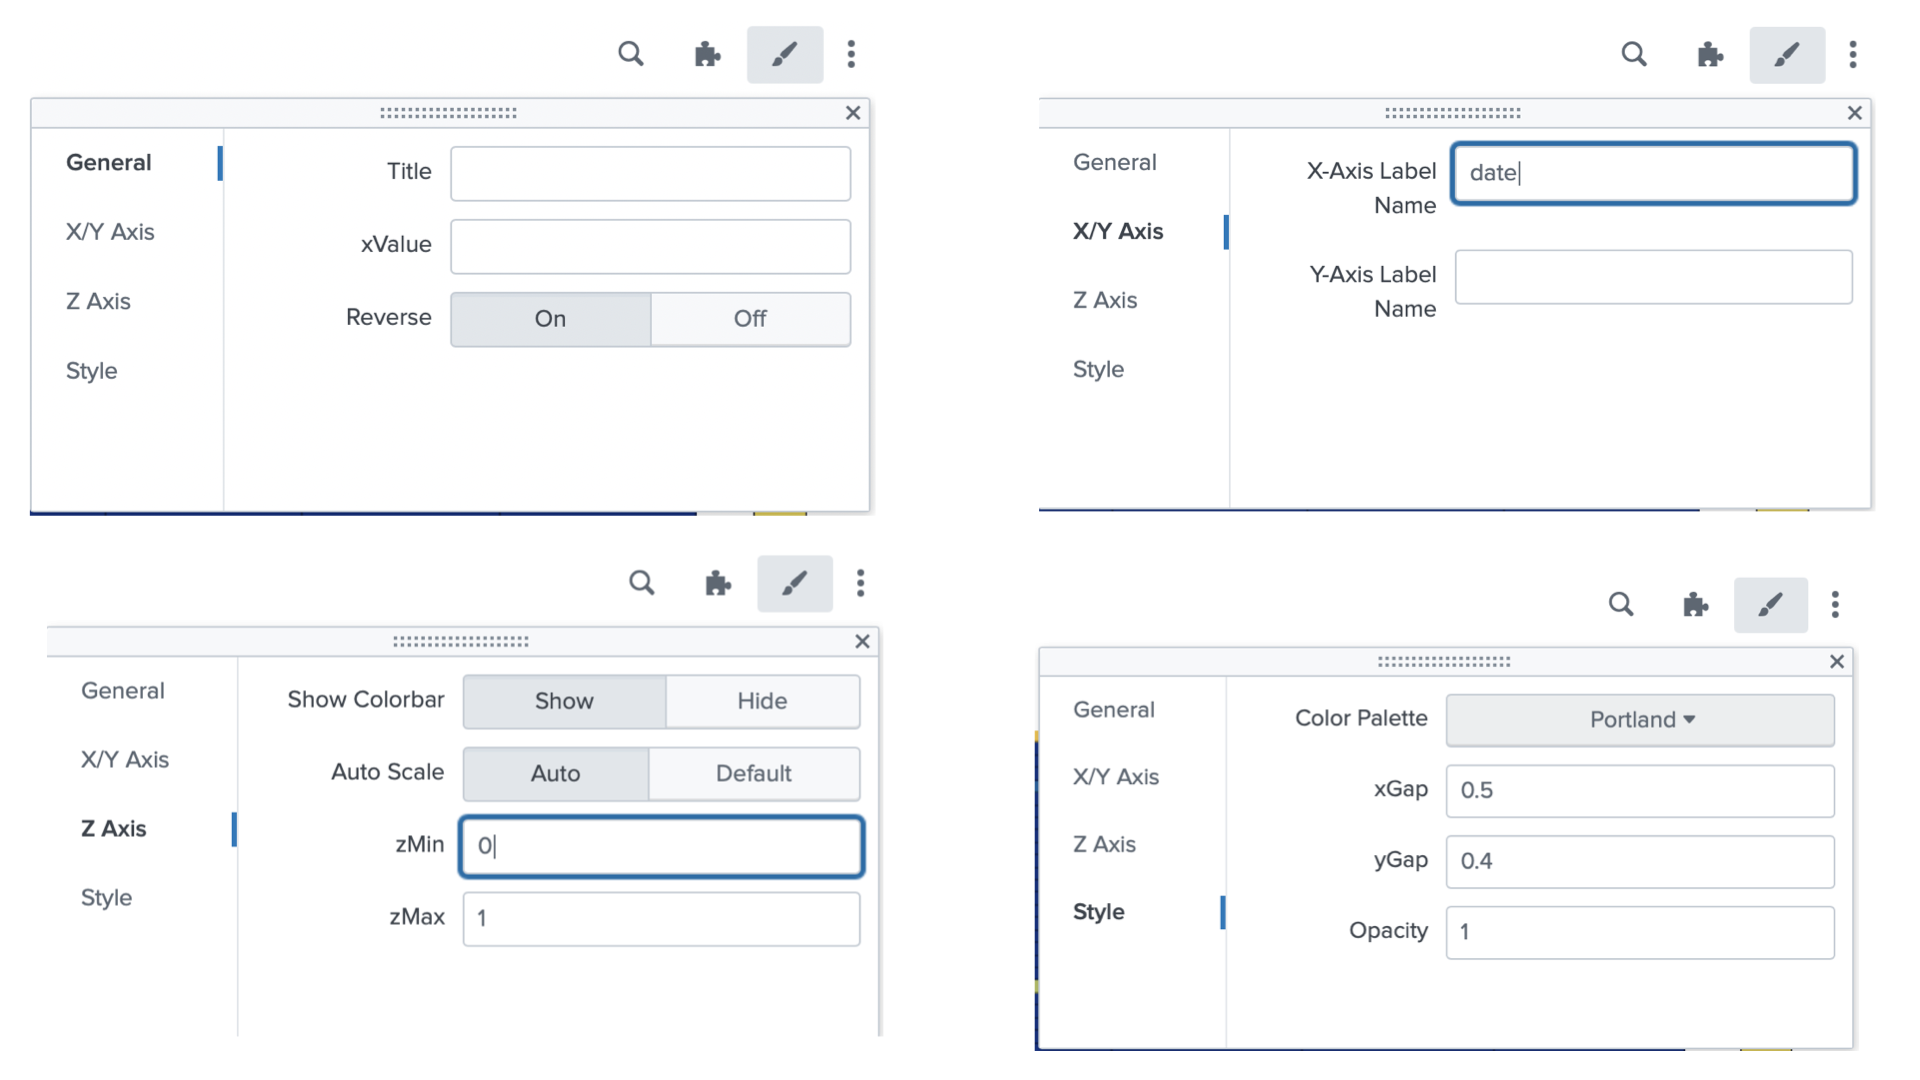 General
X/Y Axis
Z Axis
Style
Title
xValue
Reverse On Off
General
X/Y Axis
Z Axis
Style
X-Axis Label Name date
Y-Axis Label Name
General
X/Y Axis
Z Axis
Style
Show Colorbar Show Hide
Auto Scale Auto Default
zMin 0
zMax 1
General
X/Y Axis
Z Axis
Style
Color Palette Portland
xGap 0.5
yGap 0.4
Opacity 1